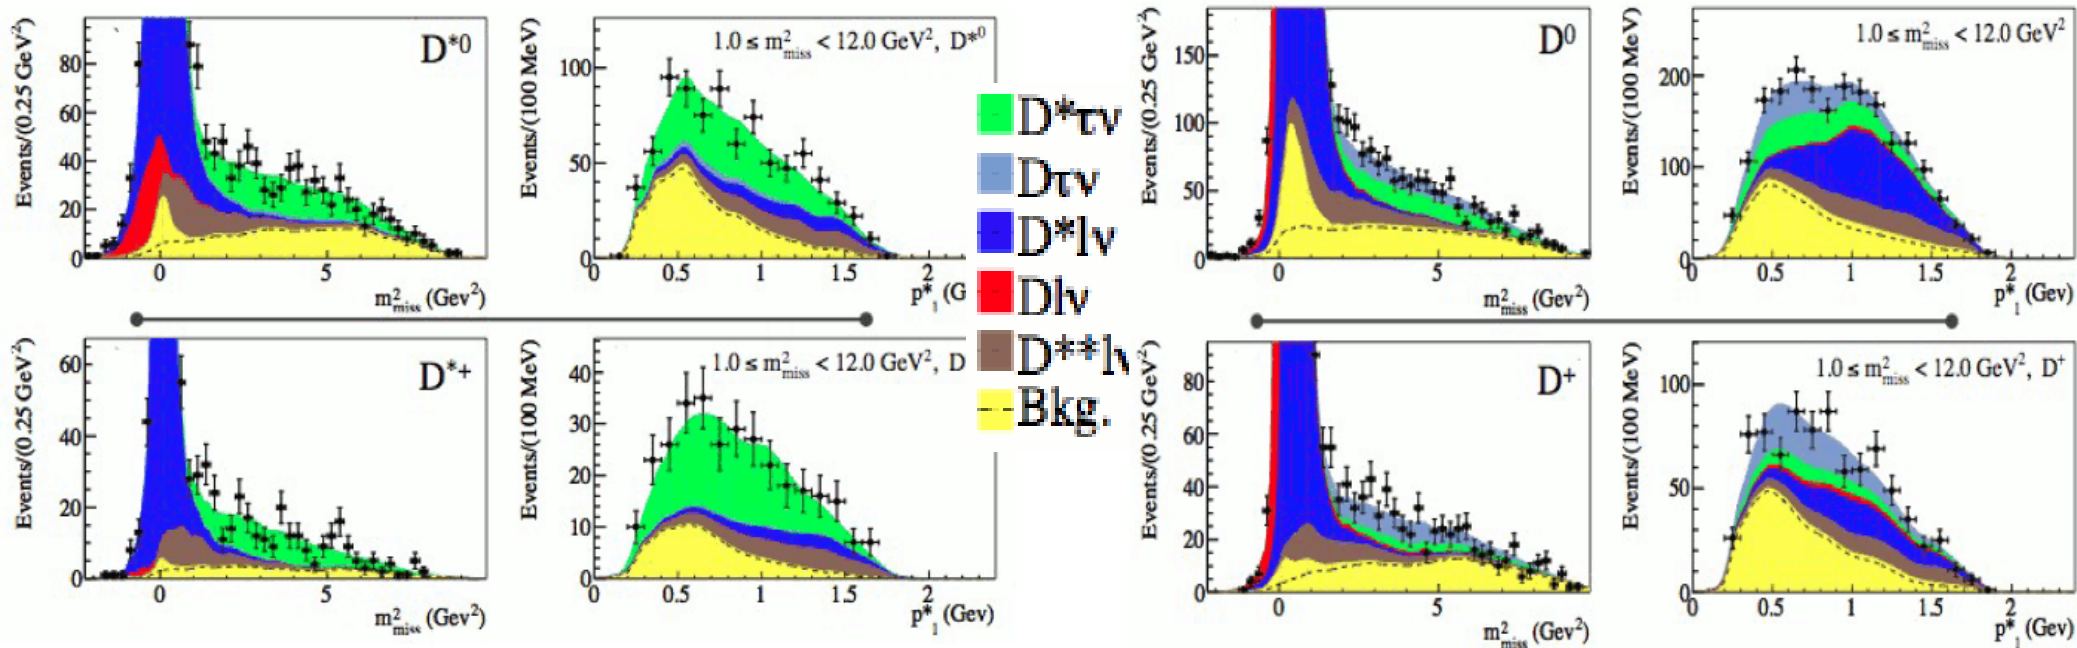 Events/(0.25 GeV²)
80
60
40
20
0
D*⁰
0
5
m²miss (Gev²)
Events/(100 MeV)
100
50
0
1.0 ≤ m²miss < 12.0 GeV², D*⁰
0
0.5
1
1.5
2
p*l (G
D*τν
Dτν
D*lν
Dlν
D**lν
Bkg.
Events/(0.25 GeV²)
150
100
50
0
D⁰
0
5
m²miss (Gev²)
Events/(100 MeV)
200
100
0
1.0 ≤ m²miss < 12.0 GeV²
0
0.5
1
1.5
2
p*l (Gev)
Events/(0.25 GeV²)
60
40
20
0
D*⁺
0
5
m²miss (Gev²)
Events/(100 MeV)
40
30
20
10
0
1.0 ≤ m²miss < 12.0 GeV², D
0
0.5
1
1.5
2
p*l (Gev)
Events/(0.25 GeV²)
80
60
40
20
0
D⁺
0
5
m²miss (Gev²)
Events/(100 MeV)
100
50
0
1.0 ≤ m²miss < 12.0 GeV², D⁺
0
0.5
1
1.5
2
p*l (Gev)